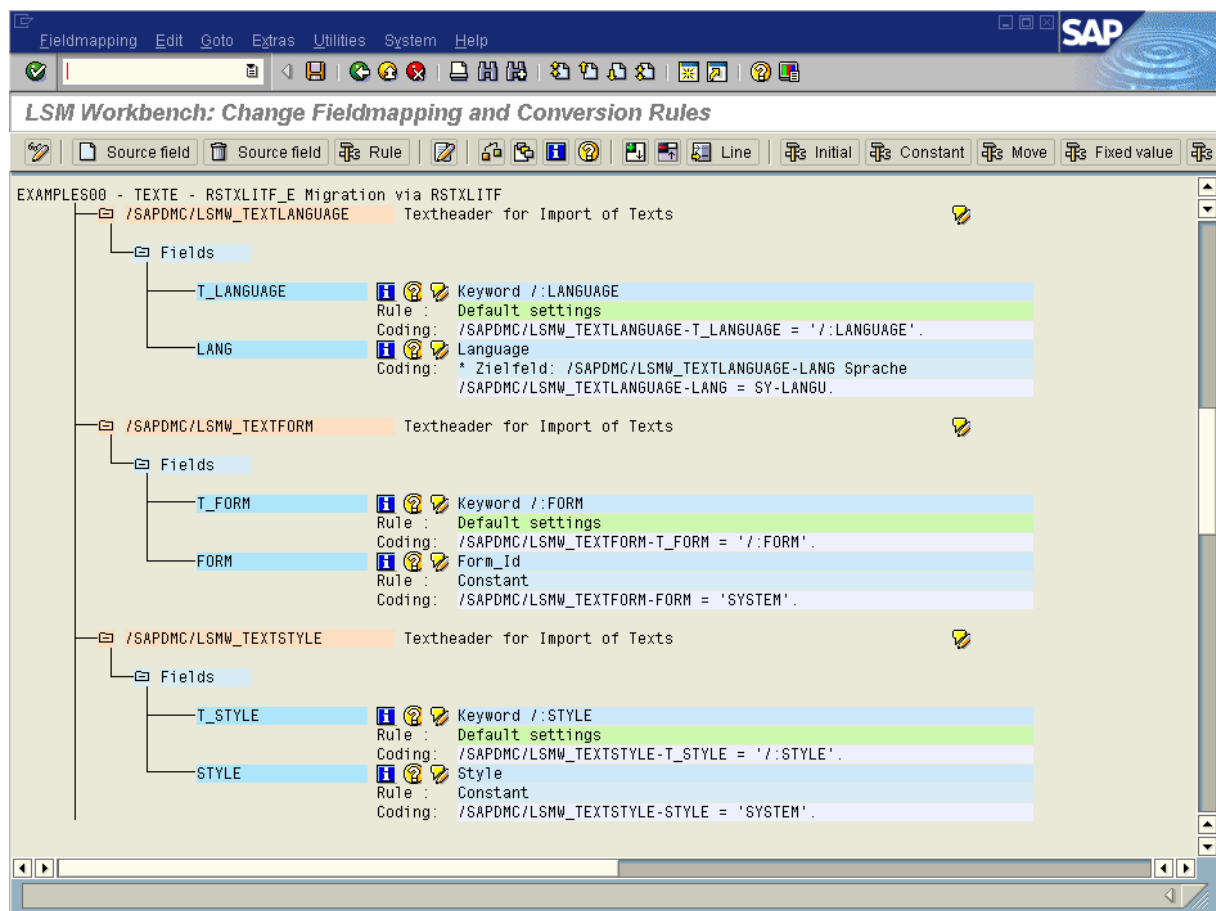 Fieldmapping Edit Goto Extras Utilities System Help
SAP
LSM Workbench: Change Fieldmapping and Conversion Rules
Source field Source field Rule Line Initial Constant Move Fixed value
EXAMPLES00 - TEXTE - RSTXLITF_E Migration via RSTXLITF
/SAPDMC/LSMW_TEXTLANGUAGE Textheader for Import of Texts
Fields
T_LANGUAGE Keyword /:LANGUAGE
Rule : Default settings
Coding: /SAPDMC/LSMW_TEXTLANGUAGE-T_LANGUAGE = '/:LANGUAGE'.
LANG Language
Coding: * Zielfeld: /SAPDMC/LSMW_TEXTLANGUAGE-LANG Sprache
/SAPDMC/LSMW_TEXTLANGUAGE-LANG = SY-LANGU.
/SAPDMC/LSMW_TEXTFORM Textheader for Import of Texts
Fields
T_FORM Keyword /:FORM
Rule : Default settings
Coding: /SAPDMC/LSMW_TEXTFORM-T_FORM = '/:FORM'.
FORM Form_Id
Rule : Constant
Coding: /SAPDMC/LSMW_TEXTFORM-FORM = 'SYSTEM'.
/SAPDMC/LSMW_TEXTSTYLE Textheader for Import of Texts
Fields
T_STYLE Keyword /:STYLE
Rule : Default settings
Coding: /SAPDMC/LSMW_TEXTSTYLE-T_STYLE = '/:STYLE'.
STYLE Style
Rule : Constant
Coding: /SAPDMC/LSMW_TEXTSTYLE-STYLE = 'SYSTEM'.